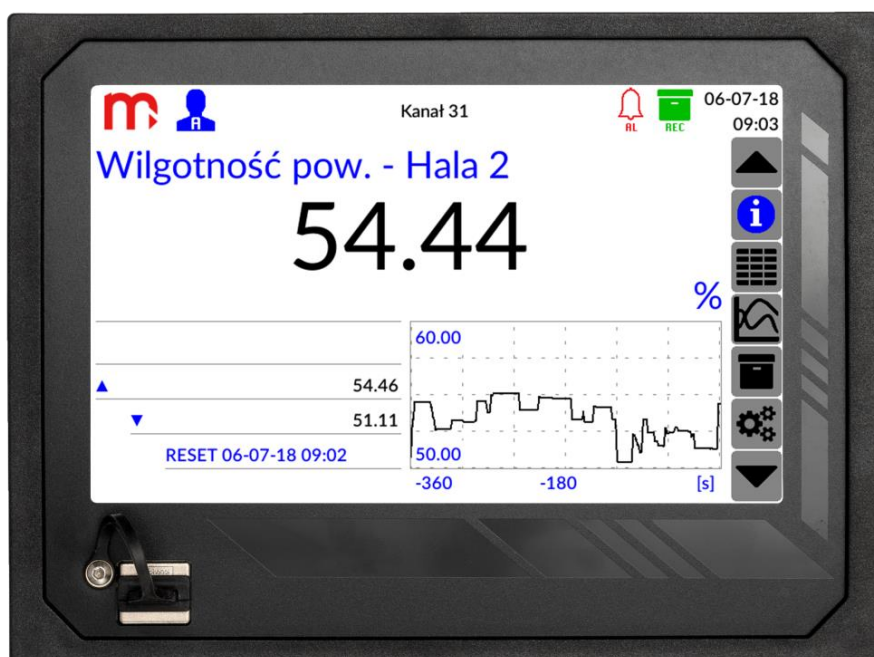 m
A
Kanał 31
AL
REC
06-07-18
09:03
Wilgotność pow. - Hala 2
54.44
%
▲ 54.46
▼ 51.11
RESET 06-07-18 09:02
60.00
50.00
-360 -180 [s]
i